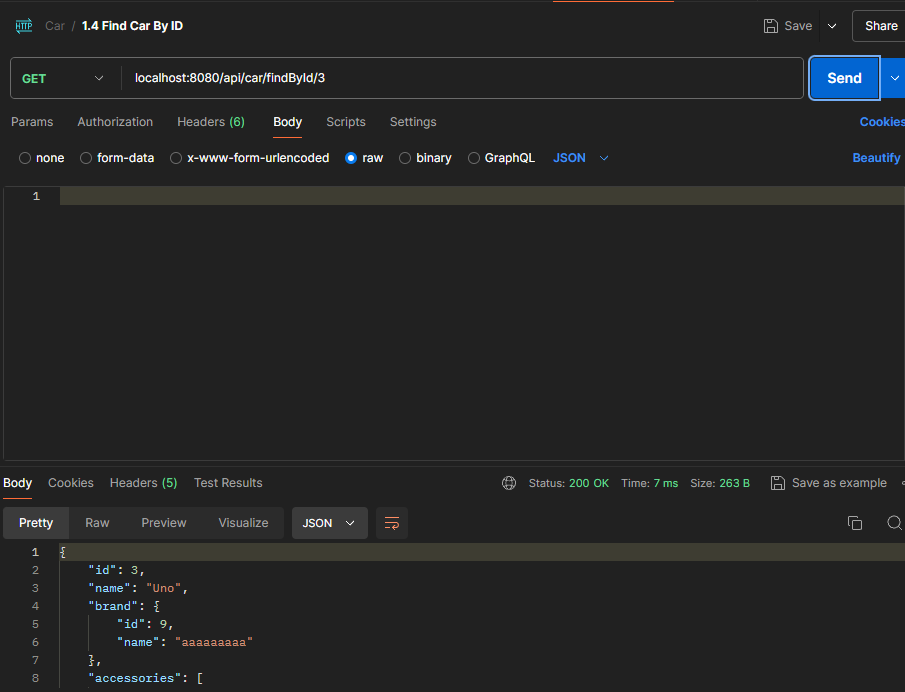 HTTP Car / 1.4 Find Car By ID Save Share
GET localhost:8080/api/car/findById/3 Send
Params Authorization Headers (6) Body Scripts Settings Cookies
none form-data x-www-form-urlencoded raw binary GraphQL JSON Beautify
1
Body Cookies Headers (5) Test Results Status: 200 OK Time: 7 ms Size: 263 B Save as example
Pretty Raw Preview Visualize JSON
1 {
2 "id": 3,
3 "name": "Uno",
4 "brand": {
5 "id": 9,
6 "name": "aaaaaaaaa"
7 },
8 "accessories": [